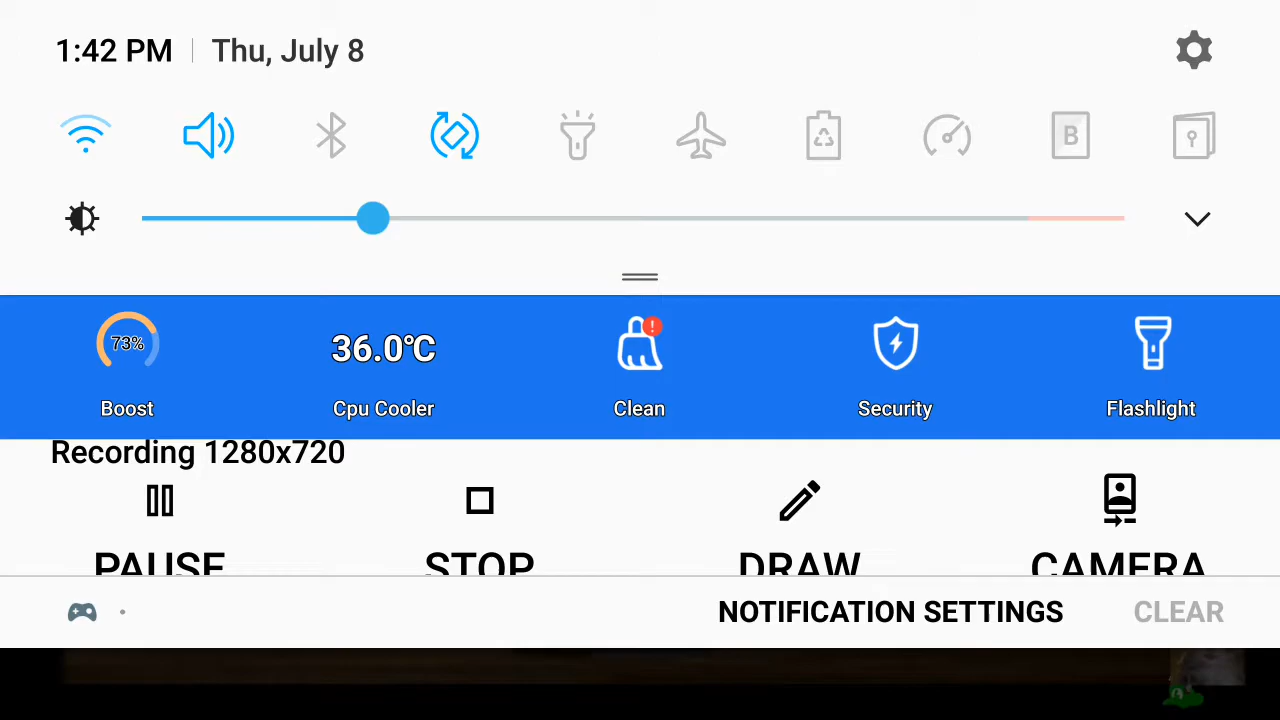 1:42 PM Thu, July 8
B
73% 36.0°C
Boost Cpu Cooler Clean Security Flashlight
Recording 1280x720
PAUSE STOP DRAW CAMERA
NOTIFICATION SETTINGS CLEAR